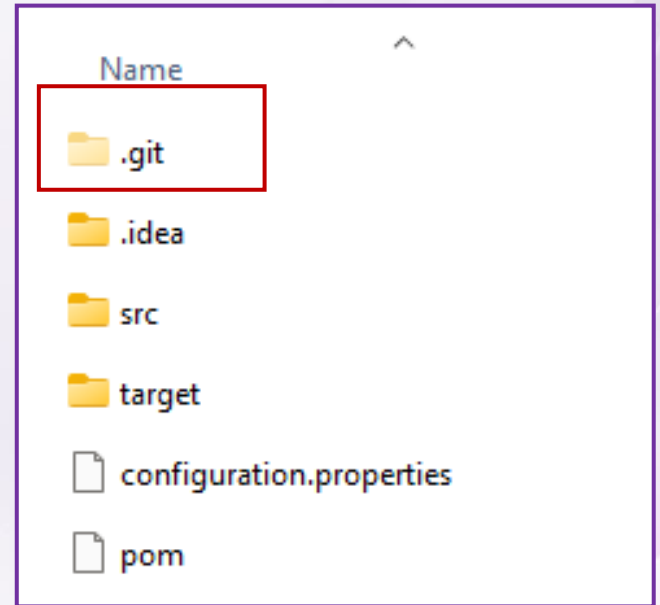 Name
.git
.idea
src
target
configuration.properties
pom